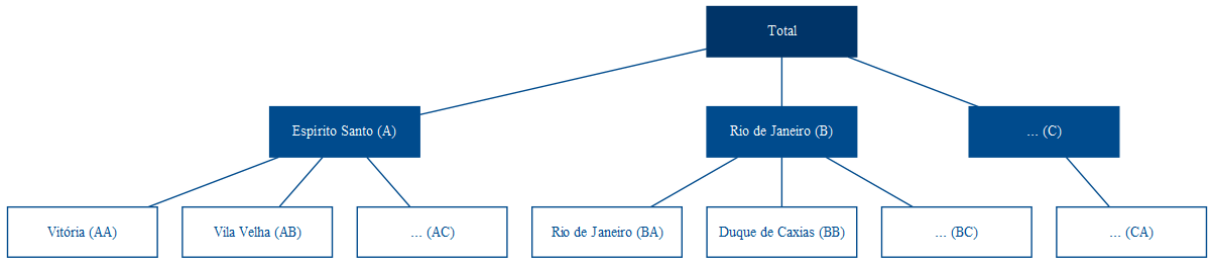 Total
Espírito Santo (A)
Rio de Janeiro (B)
... (C)
Vitória (AA)
Vila Velha (AB)
... (AC)
Rio de Janeiro (BA)
Duque de Caxias (BB)
... (BC)
... (CA)